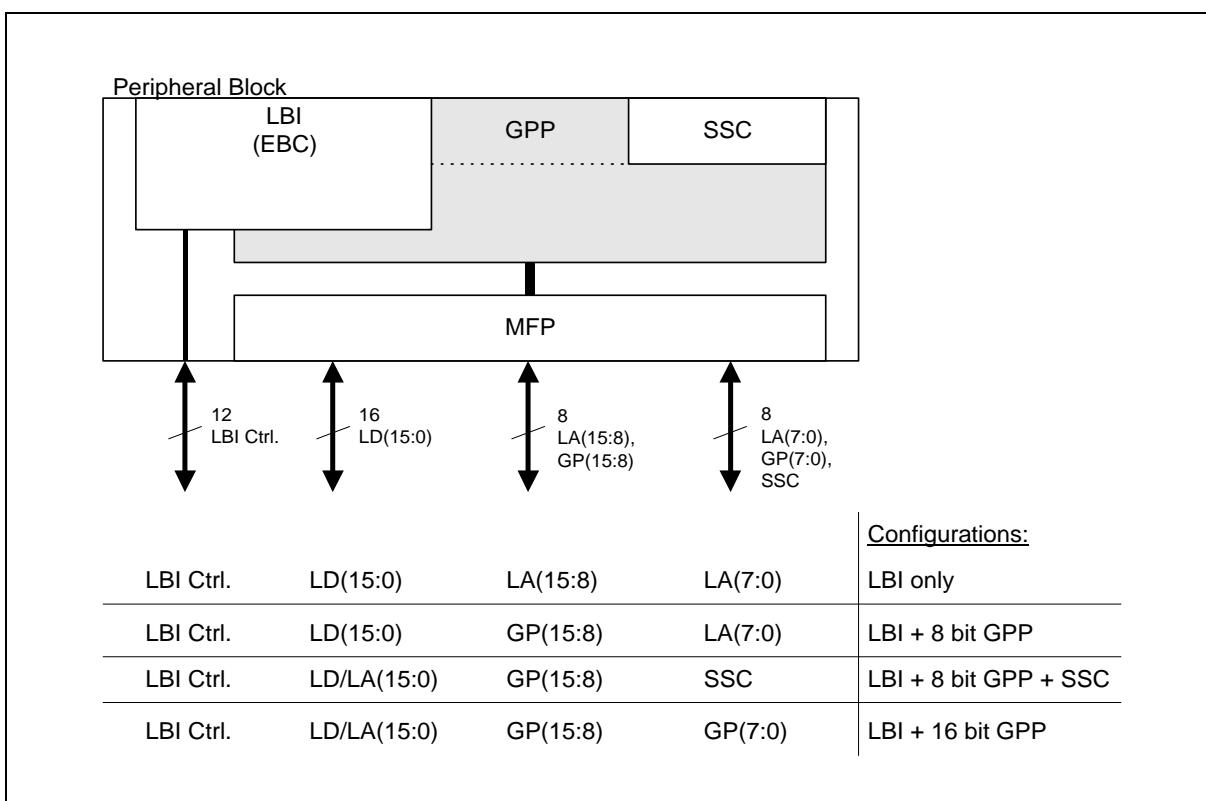 Peripheral Block
LBI
(EBC)
GPP
SSC
MFP
12
LBI Ctrl.
16
LD(15:0)
8
LA(15:8),
GP(15:8)
8
LA(7:0),
GP(7:0),
SSC
Configurations:
LBI Ctrl. LD(15:0) LA(15:8) LA(7:0) LBI only
LBI Ctrl. LD(15:0) GP(15:8) LA(7:0) LBI + 8 bit GPP
LBI Ctrl. LD/LA(15:0) GP(15:8) SSC LBI + 8 bit GPP + SSC
LBI Ctrl. LD/LA(15:0) GP(15:8) GP(7:0) LBI + 16 bit GPP